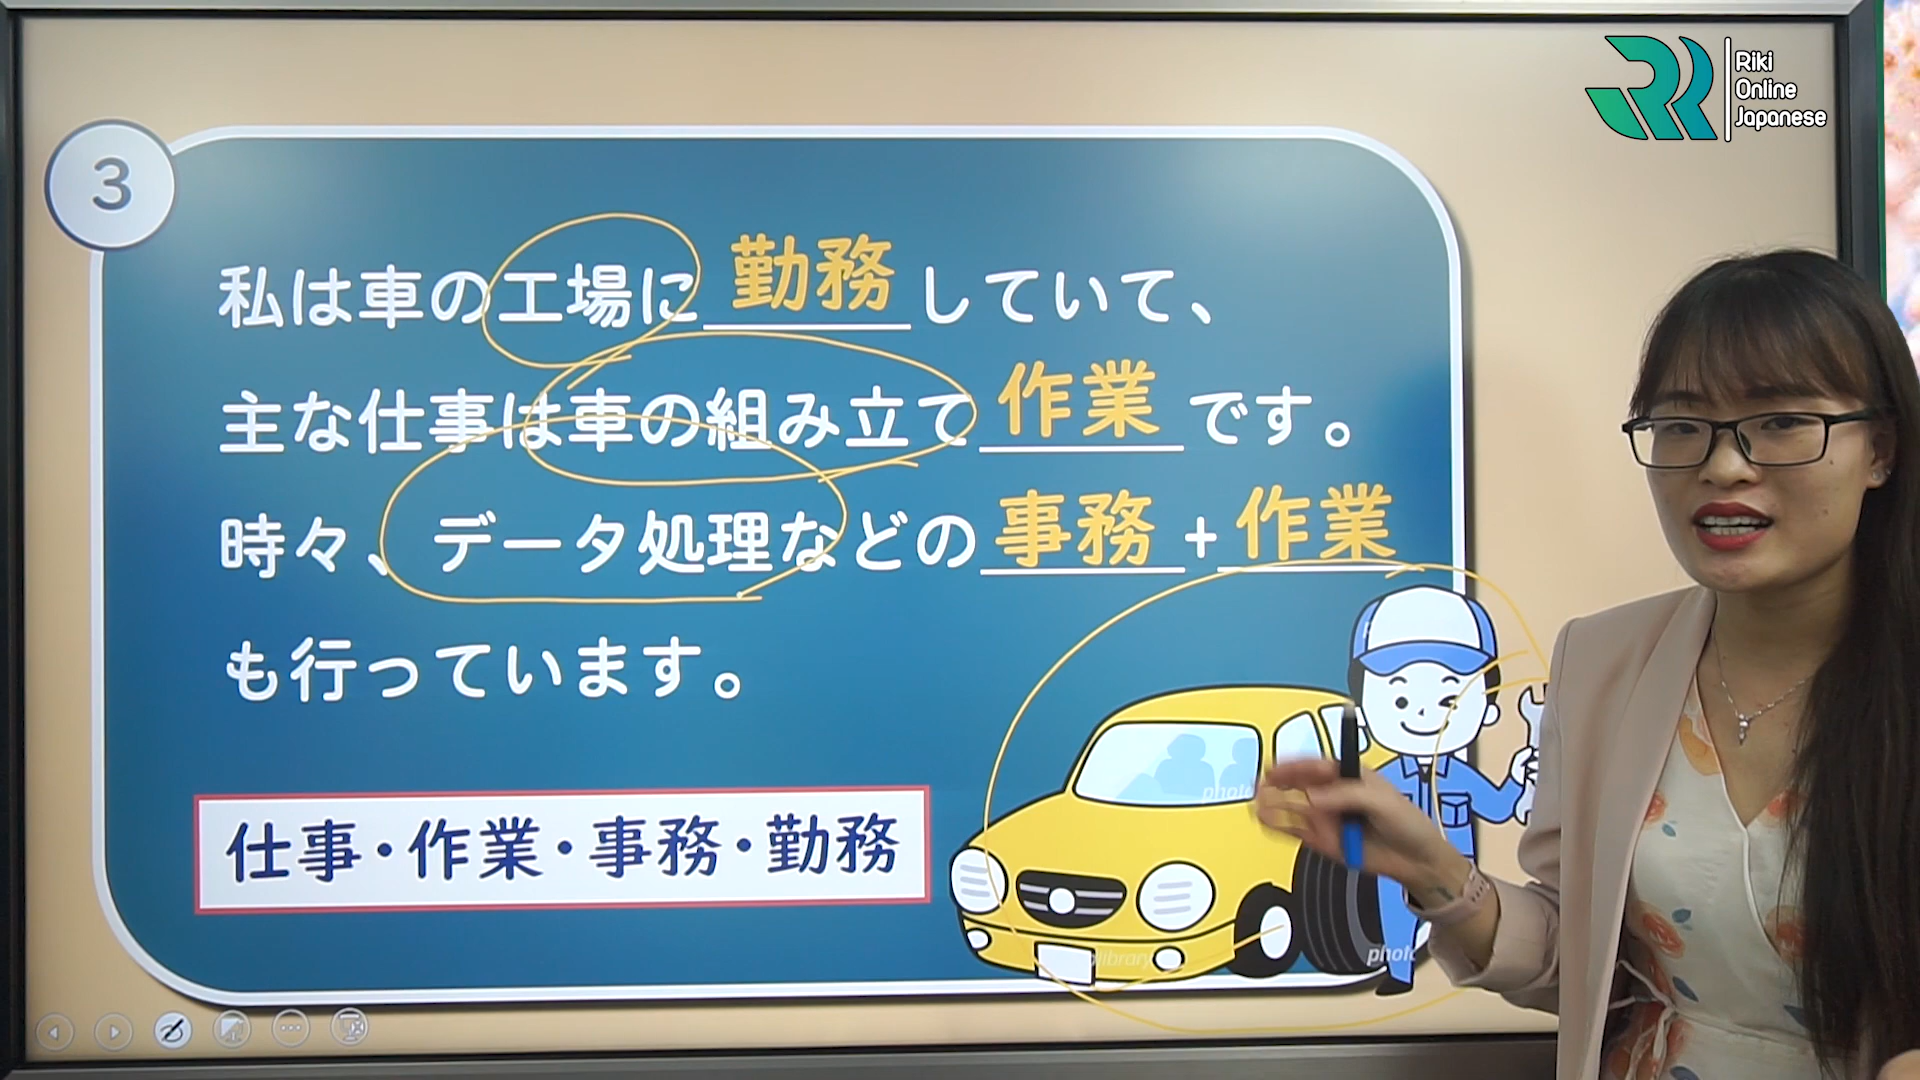 Riki
Online
Japanese
3
私は車の工場に勤務していて、
主な仕事は車の組み立て作業です。
時々、データ処理などの事務+作業
も行っています。
仕事・作業・事務・勤務